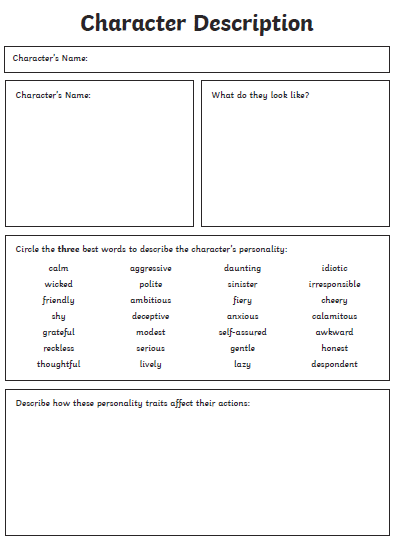 Character Description
Character's Name:
Character's Name:
What do they look like?
Circle the three best words to describe the character's personality:
calm aggressive daunting idiotic
wicked polite sinister irresponsible
friendly ambitious fiery cheery
shy deceptive anxious calamitous
grateful modest self-assured awkward
reckless serious gentle honest
thoughtful lively lazy despondent
Describe how these personality traits affect their actions: